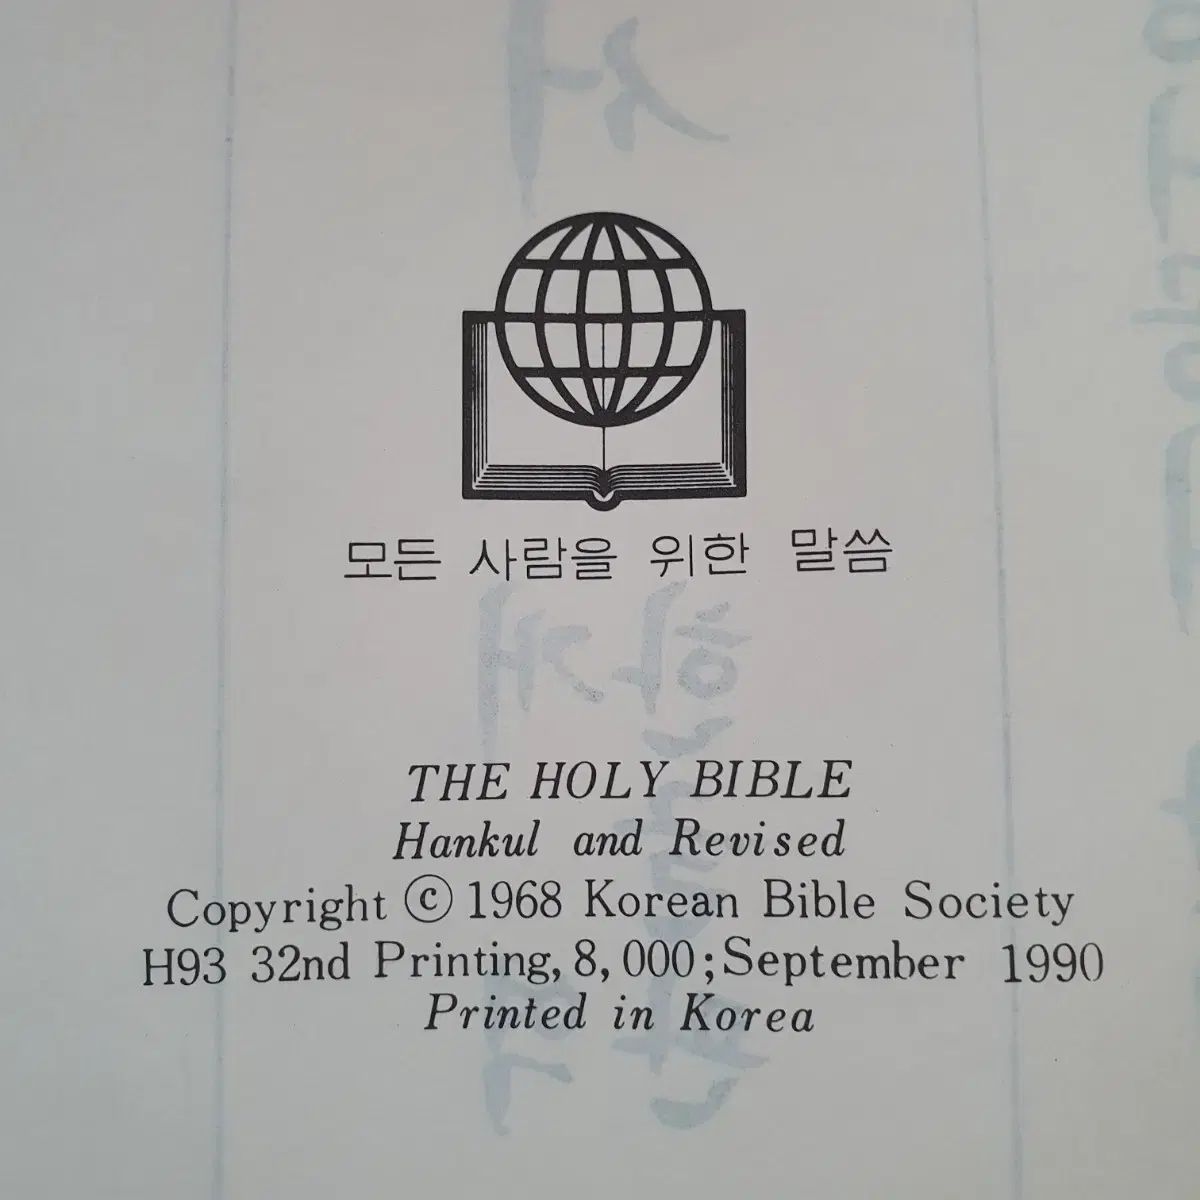 모든 사람을 위한 말씀
THE HOLY BIBLE
Hankul and Revised
Copyright ⓒ 1968 Korean Bible Society
H93 32nd Printing, 8,000; September 1990
Printed in Korea